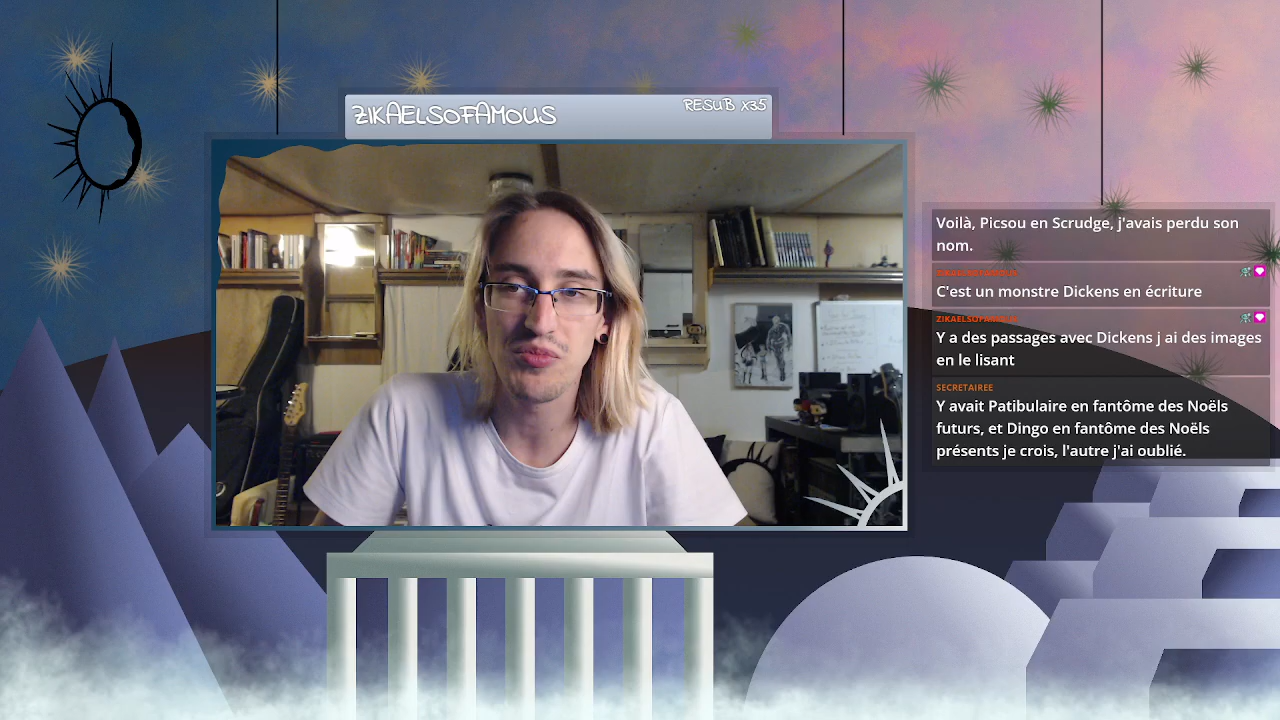 ZIKAELSOFAMOUS
RESUB X35
Voilà, Picsou en Scrudge, j'avais perdu son
nom.
ZIKAELSOFAMOUS
C'est un monstre Dickens en écriture
ZIKAELSOFAMOUS
Y a des passages avec Dickens j ai des images
en le lisant
SECRETAIREE
Y avait Patibulaire en fantôme des Noëls
futurs, et Dingo en fantôme des Noëls
présents je crois, l'autre j'ai oublié.